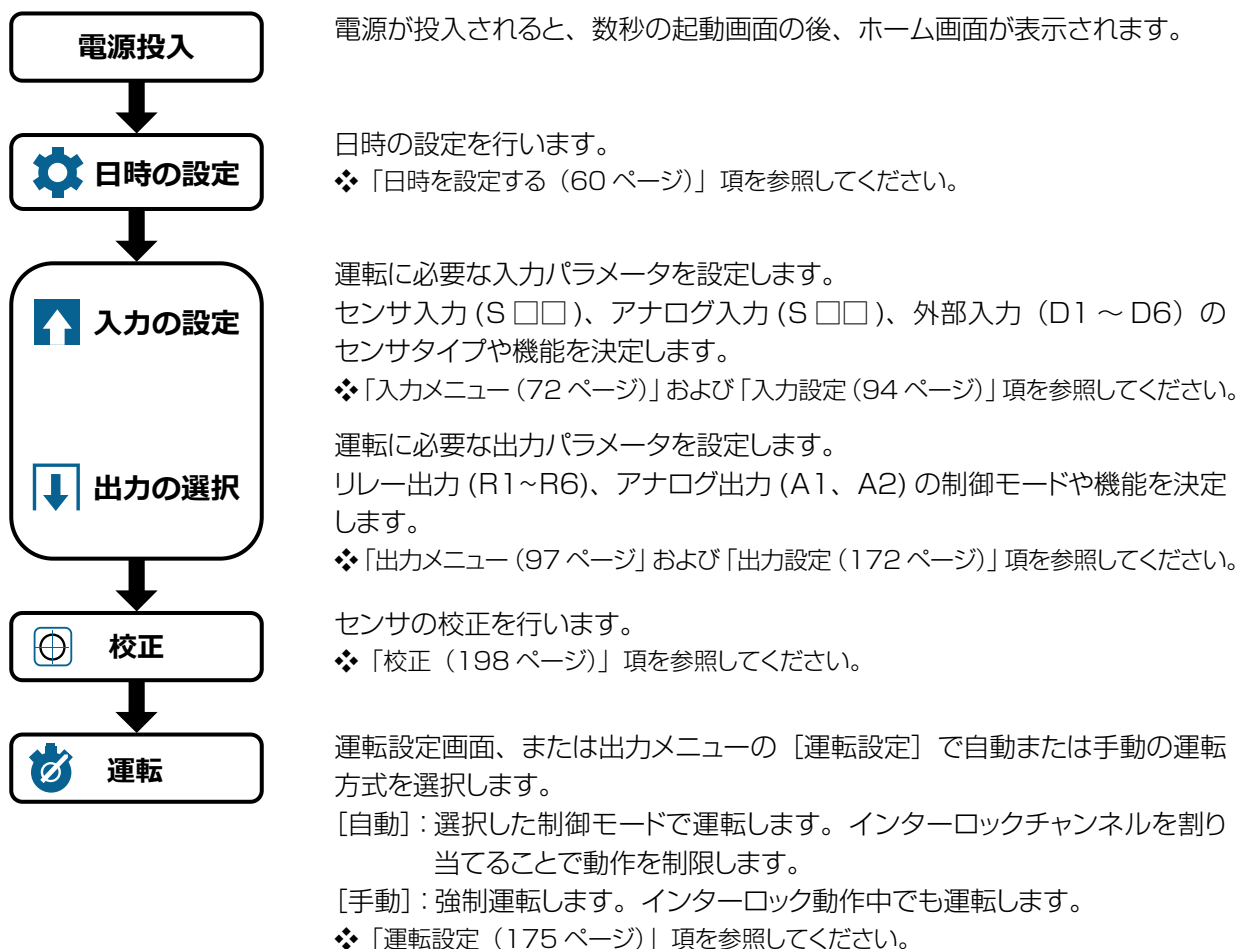 電源投入
電源が投入されると、数秒の起動画面の後、ホーム画面が表示されます。
日時の設定
日時の設定を行います。
❖「日時を設定する（60 ページ）」項を参照してください。
入力の設定
運転に必要な入力パラメータを設定します。
センサ入力 (S □□ )、アナログ入力 (S □□ )、外部入力（D1 ～ D6）の
センサタイプや機能を決定します。
❖「入力メニュー（72 ページ）」および「入力設定（94 ページ）」項を参照してください。
出力の選択
運転に必要な出力パラメータを設定します。
リレー出力 (R1~R6)、アナログ出力 (A1、A2) の制御モードや機能を決定
します。
❖「出力メニュー（97 ページ」および「出力設定（172 ページ）」項を参照してください。
校正
センサの校正を行います。
❖「校正（198 ページ）」項を参照してください。
運転
運転設定画面、または出力メニューの［運転設定］で自動または手動の運転
方式を選択します。
［自動］：選択した制御モードで運転します。インターロックチャンネルを割り
当てることで動作を制限します。
［手動］：強制運転します。インターロック動作中でも運転します。
❖「運転設定（175 ページ）」項を参照してください。